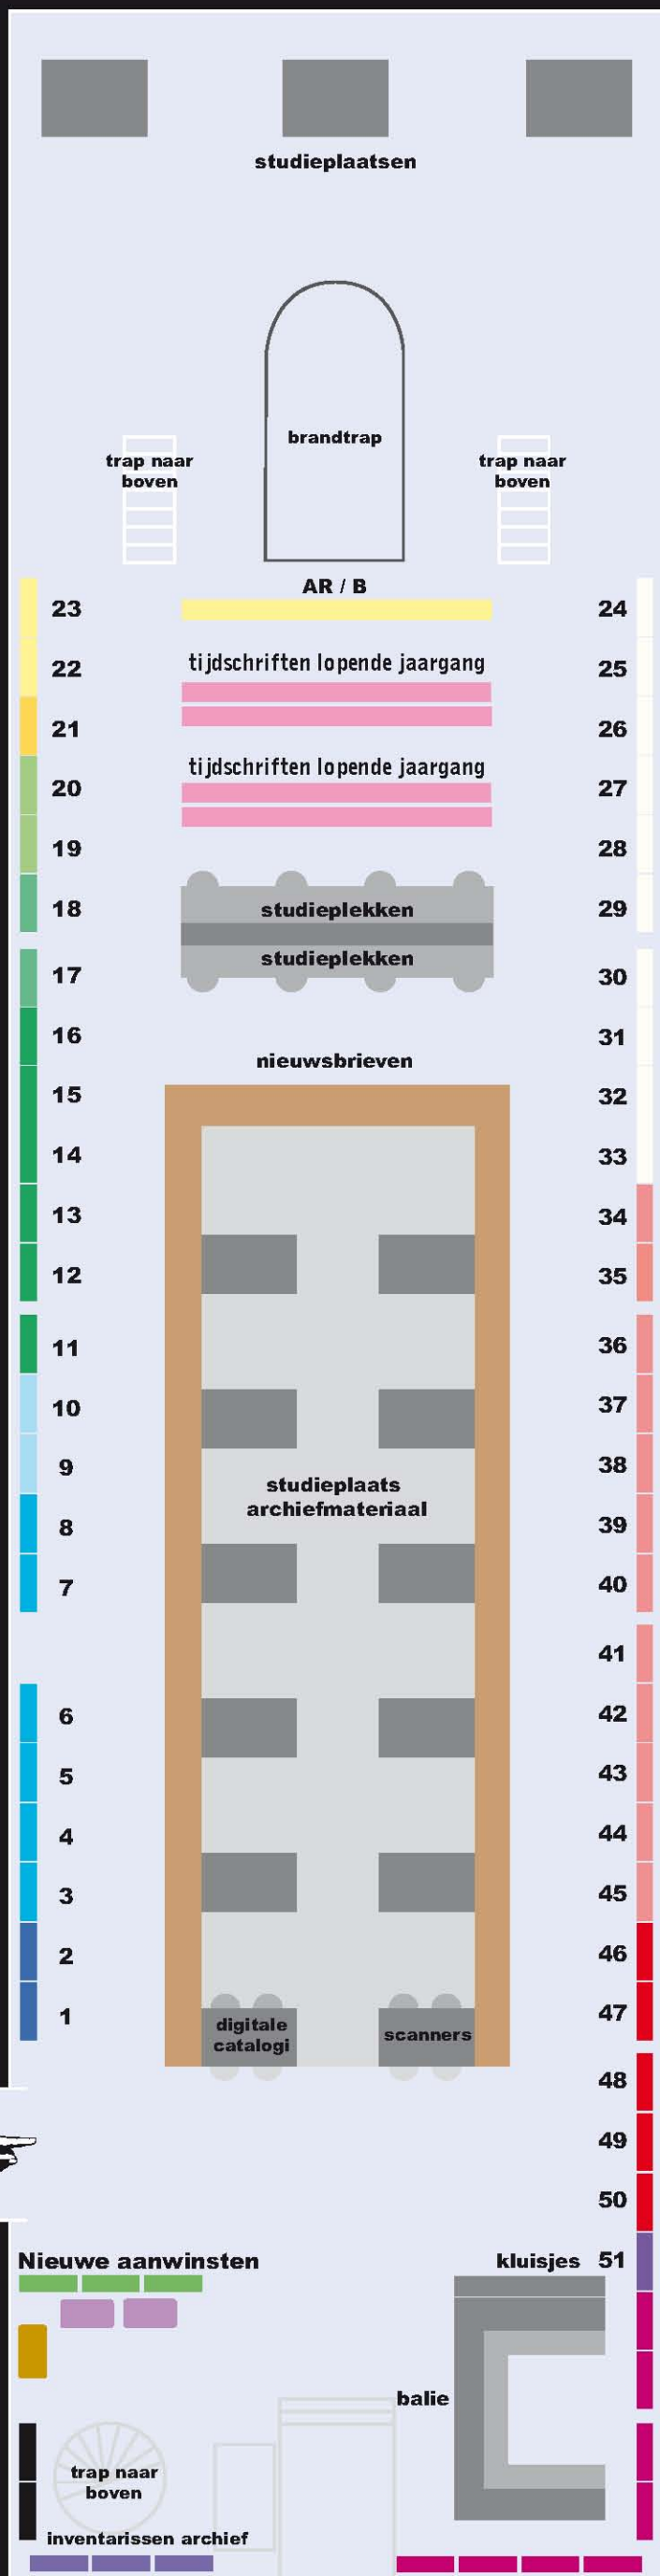 studieplaatsen
brandtrap
trap naar
boven
trap naar
boven
AR / B
23
24
tijdschriften lopende jaargang
22
25
21
26
tijdschriften lopende jaargang
20
27
19
28
18
studieplekken
29
studieplekken
17
30
16
31
nieuwsbrieven
15
32
14
33
13
34
12
35
11
36
10
37
9
38
studieplaats
archiefmateriaal
8
39
7
40
41
6
42
5
43
4
44
3
45
2
46
1
47
digitale
catalogi
scanners
48
49
50
Nieuwe aanwinsten
kluisjes 51
balie
trap naar
boven
inventarissen archief